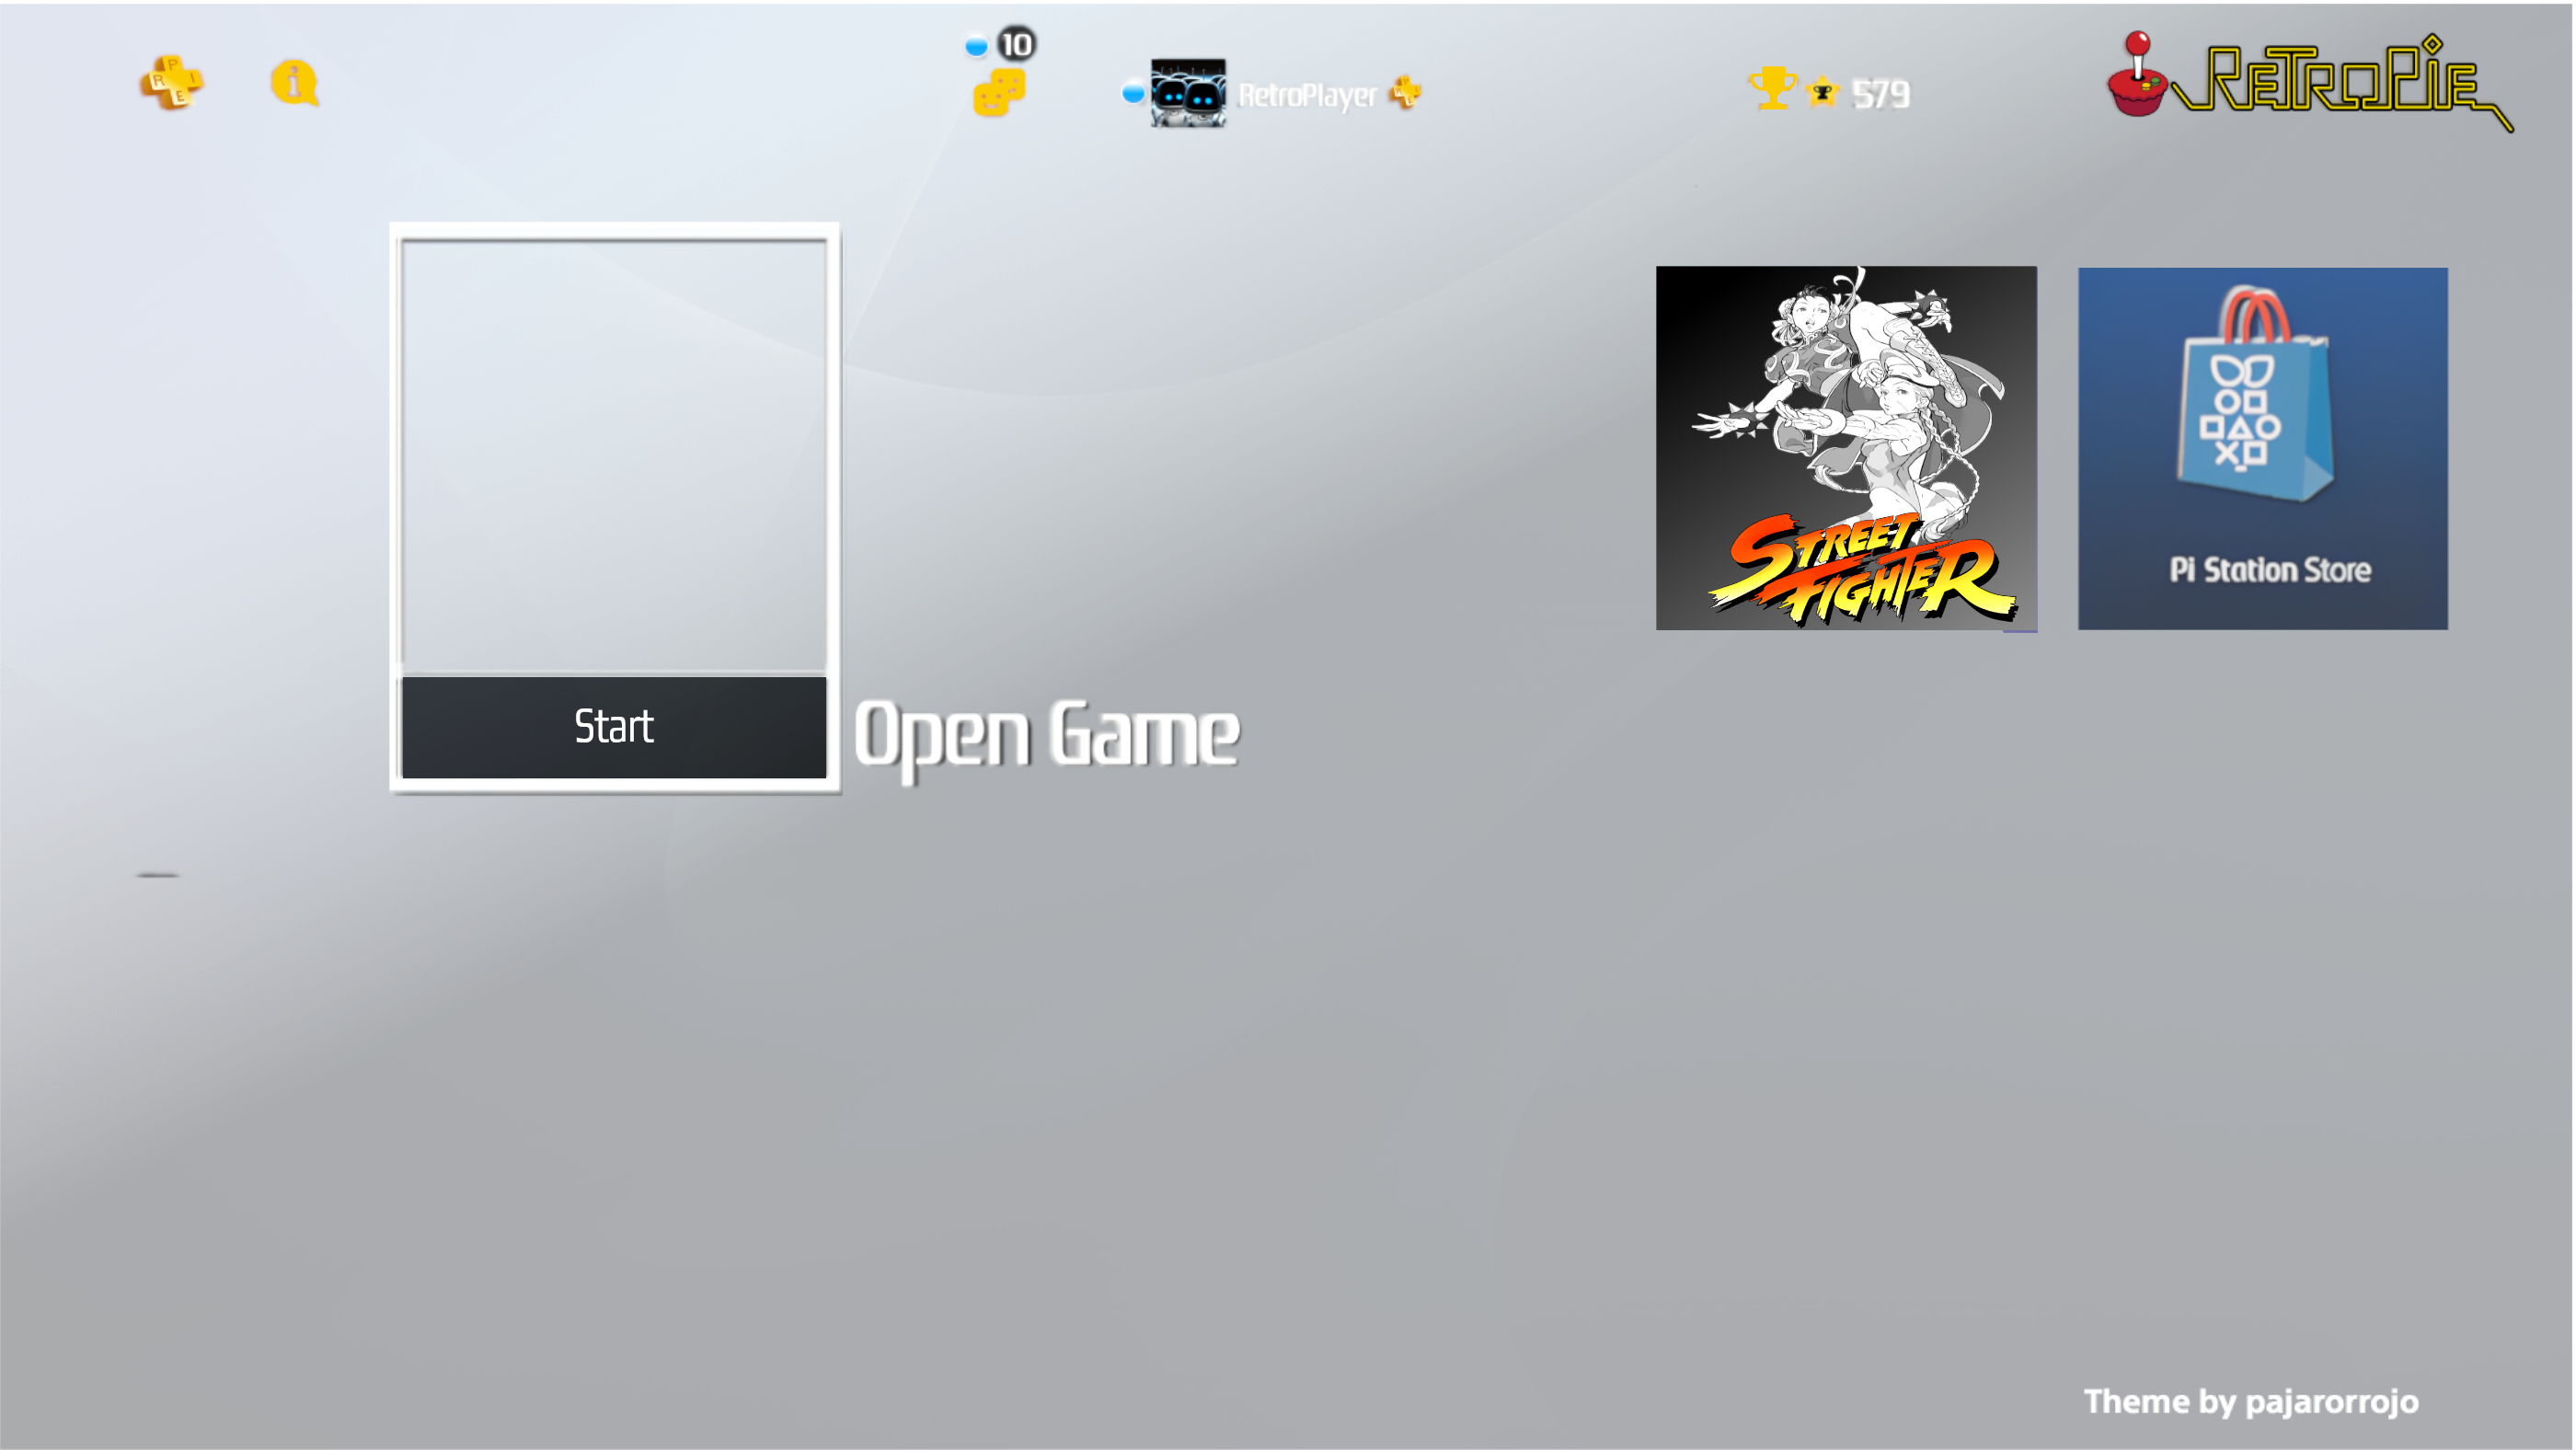 P
R I
E
10
RetroPlayer
579
RETROPIE
STREET
FIGHTER
Pi Station Store
Start
Open Game
Theme by pajarorrojo